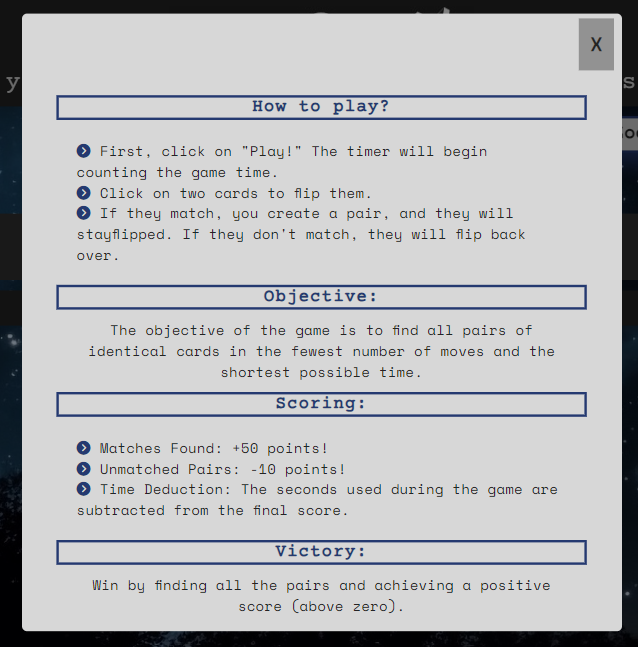 X
How to play?
First, click on "Play!" The timer will begin
counting the game time.
Click on two cards to flip them.
If they match, you create a pair, and they will
stayflipped. If they don't match, they will flip back
over.
Objective:
The objective of the game is to find all pairs of
identical cards in the fewest number of moves and the
shortest possible time.
Scoring:
Matches Found: +50 points!
Unmatched Pairs: -10 points!
Time Deduction: The seconds used during the game are
subtracted from the final score.
Victory:
Win by finding all the pairs and achieving a positive
score (above zero).